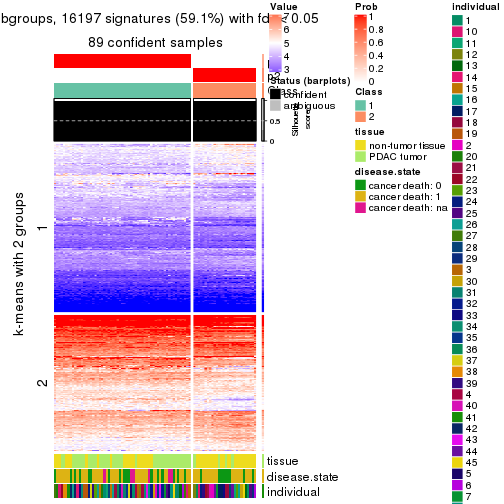 bgroups, 16197 signatures (59.1%) with fdr < 0.05
89 confident samples
k-means with 2 groups
1
2
p2
Class
0.5
0
Silhouette
score
tissue
disease.state
individual
Value
6
5
4
3
Status (barplots)
confident
ambiguous
Prob
1
0.8
0.6
0.4
0.2
0
Class
1
2
tissue
non-tumor tissue
PDAC tumor
disease.state
cancer death: 0
cancer death: 1
cancer death: na
individual
1
10
11
12
13
14
15
16
17
18
19
2
20
21
22
23
24
25
26
27
28
29
3
30
31
32
33
34
35
36
37
38
39
4
40
41
42
43
44
45
5
6
7